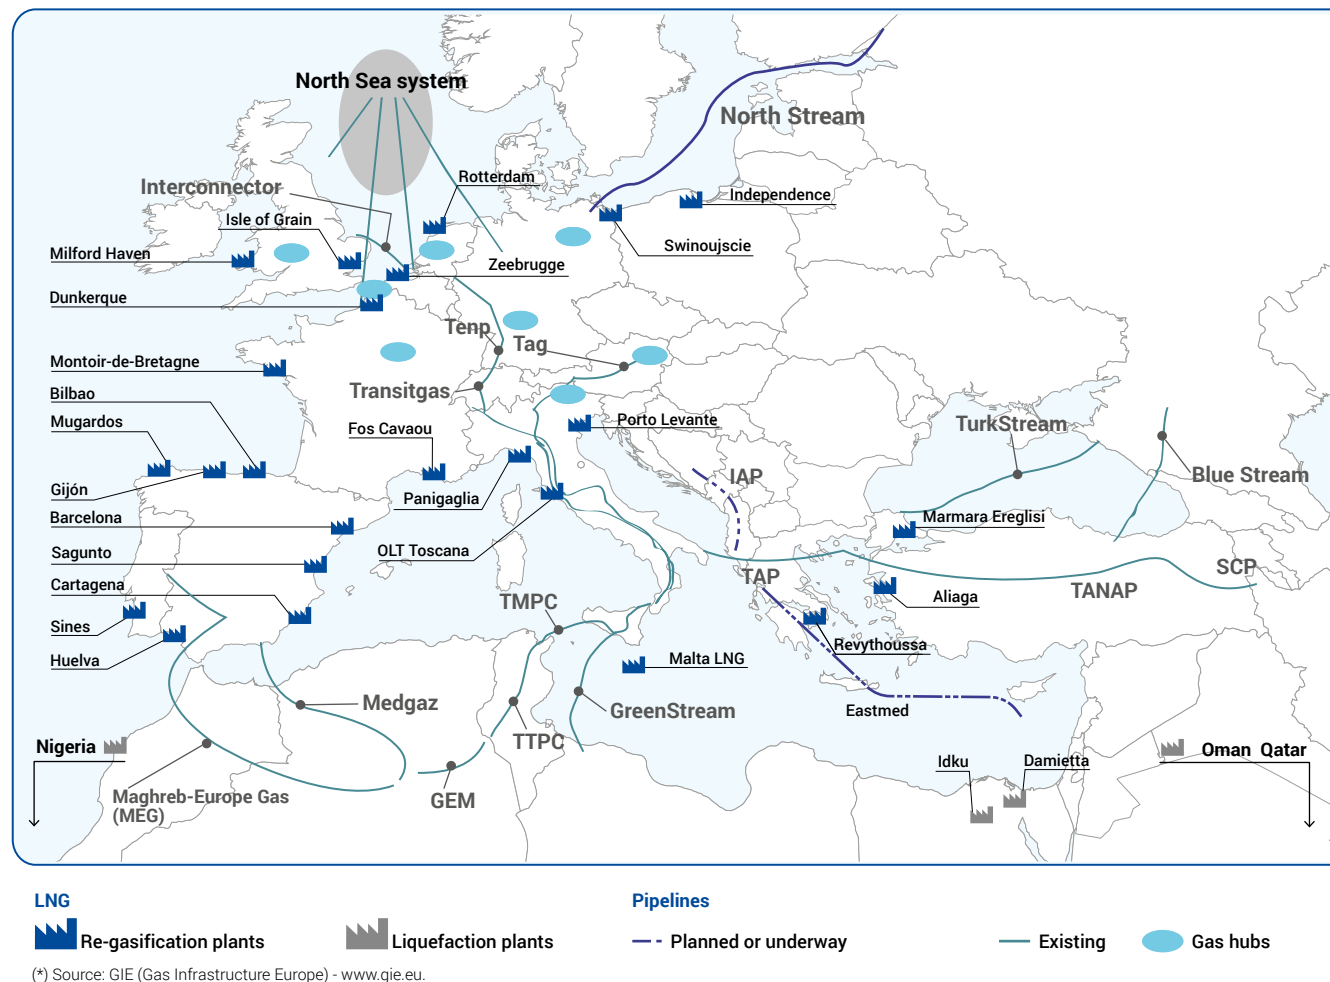 North Sea system
North Stream
Interconnector
Rotterdam
Independence
Isle of Grain
Swinoujscie
Milford Haven
Zeebrugge
Dunkerque
Tenp
Tag
Montoir-de-Bretagne
Transitgas
Bilbao
Mugardos
Fos Cavaou
Porto Levante
TurkStream
Gijón
Panigaglia
IAP
Blue Stream
Barcelona
Marmara Ereglisi
Sagunto
OLT Toscana
Cartagena
TAP
SCP
TANAP
Aliaga
TMPC
Sines
Huelva
Revythoussa
Malta LNG
Medgaz
GreenStream
Eastmed
Nigeria
TTPC
Oman Qatar
Idku
Damietta
Maghreb-Europe Gas
(MEG)
GEM
LNG
Pipelines
Re-gasification plants
Liquefaction plants
Planned or underway
Existing
Gas hubs
(*) Source: GIE (Gas Infrastructure Europe) - www.gie.eu.